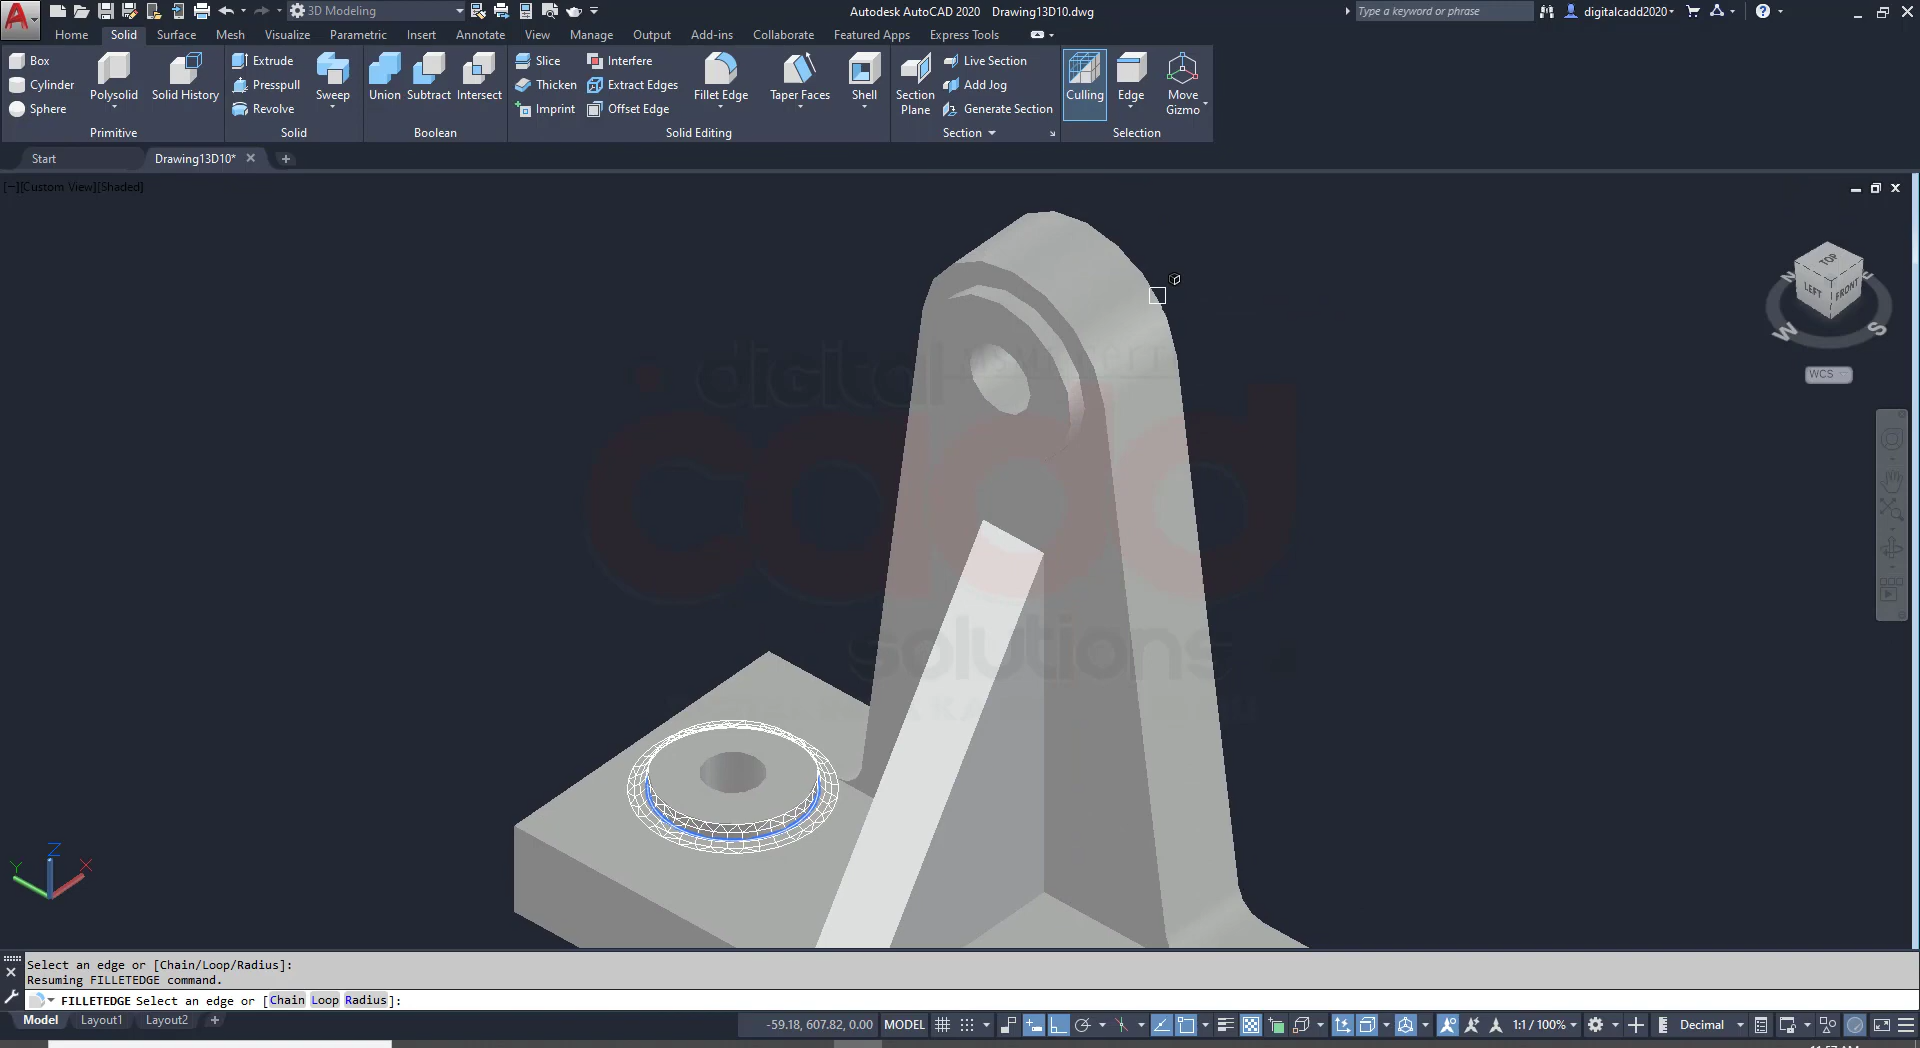 3D Modeling
Autodesk AutoCAD 2020 Drawing13D10.dwg
Type a keyword or phrase
digitalcadd2020
Home Solid Surface Mesh Visualize Parametric Insert Annotate View Manage Output Add-ins Collaborate Featured Apps Express Tools
Box
Cylinder
Sphere
Polysolid
Solid History
Primitive
Extrude
Presspull
Revolve
Sweep
Solid
Union
Subtract
Intersect
Boolean
Slice
Thicken
Imprint
Interfere
Extract Edges
Offset Edge
Fillet Edge
Taper Faces
Shell
Solid Editing
Section
Plane
Live Section
Add Jog
Generate Section
Section
Culling
Edge
Move
Gizmo
Selection
Start
Drawing13D10*
[−][Custom View][Shaded]
TOP
LEFT
FRONT
N
E
W
S
WCS
digital
cadd
solutions
Z
Y
X
Select an edge or [Chain/Loop/Radius]:
Resuming FILLETEDGE command.
FILLETEDGE Select an edge or [Chain Loop Radius]:
Model Layout1 Layout2
-59.18, 607.82, 0.00 MODEL
1:1 / 100%
Decimal